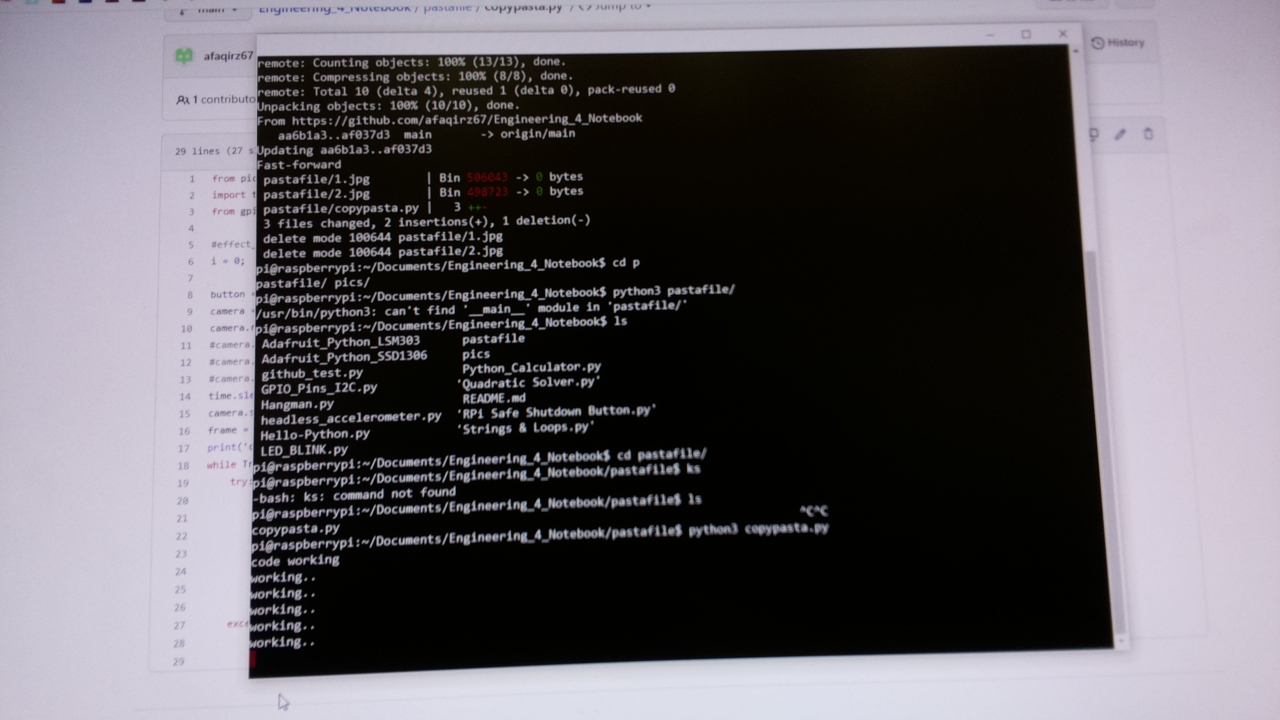 main
Engineering_4_Notebook / pastafile / copypasta.py / <> Jump to
afaqirz67
History
1 contributo
29 lines (27 s
1 from pic
2 import t
3 from gpi
4
5 #effect_
6 i = 0;
7
8 button =
9 camera =
10 camera.
11 #camera.
12 #camera.
13 #camera.
14 time.sle
15 camera.s
16 frame =
17 print('c
18 while Tr
19 try:
20
21
22
23
24
25
26
27 exce
28
29
remote: Counting objects: 100% (13/13), done.
remote: Compressing objects: 100% (8/8), done.
remote: Total 10 (delta 4), reused 1 (delta 0), pack-reused 0
Unpacking objects: 100% (10/10), done.
From https://github.com/afaqirz67/Engineering_4_Notebook
aa6b1a3..af037d3 main -> origin/main
Updating aa6b1a3..af037d3
Fast-forward
pastafile/1.jpg | Bin 506043 -> 0 bytes
pastafile/2.jpg | Bin 498723 -> 0 bytes
pastafile/copypasta.py | 3 ++-
3 files changed, 2 insertions(+), 1 deletion(-)
delete mode 100644 pastafile/1.jpg
delete mode 100644 pastafile/2.jpg
pi@raspberrypi:~/Documents/Engineering_4_Notebook$ cd p
pastafile/ pics/
pi@raspberrypi:~/Documents/Engineering_4_Notebook$ python3 pastafile/
/usr/bin/python3: can't find '__main__' module in 'pastafile/'
pi@raspberrypi:~/Documents/Engineering_4_Notebook$ ls
Adafruit_Python_LSM303 pastafile
Adafruit_Python_SSD1306 pics
github_test.py Python_Calculator.py
GPIO_Pins_I2C.py 'Quadratic Solver.py'
Hangman.py README.md
headless_accelerometer.py 'RPi Safe Shutdown Button.py'
Hello-Python.py 'Strings & Loops.py'
LED_BLINK.py
pi@raspberrypi:~/Documents/Engineering_4_Notebook$ cd pastafile/
pi@raspberrypi:~/Documents/Engineering_4_Notebook/pastafile$ ks
-bash: ks: command not found
pi@raspberrypi:~/Documents/Engineering_4_Notebook/pastafile$ ls
copypasta.py ^C^C
pi@raspberrypi:~/Documents/Engineering_4_Notebook/pastafile$ python3 copypasta.py
code working
working..
working..
working..
working..
working..